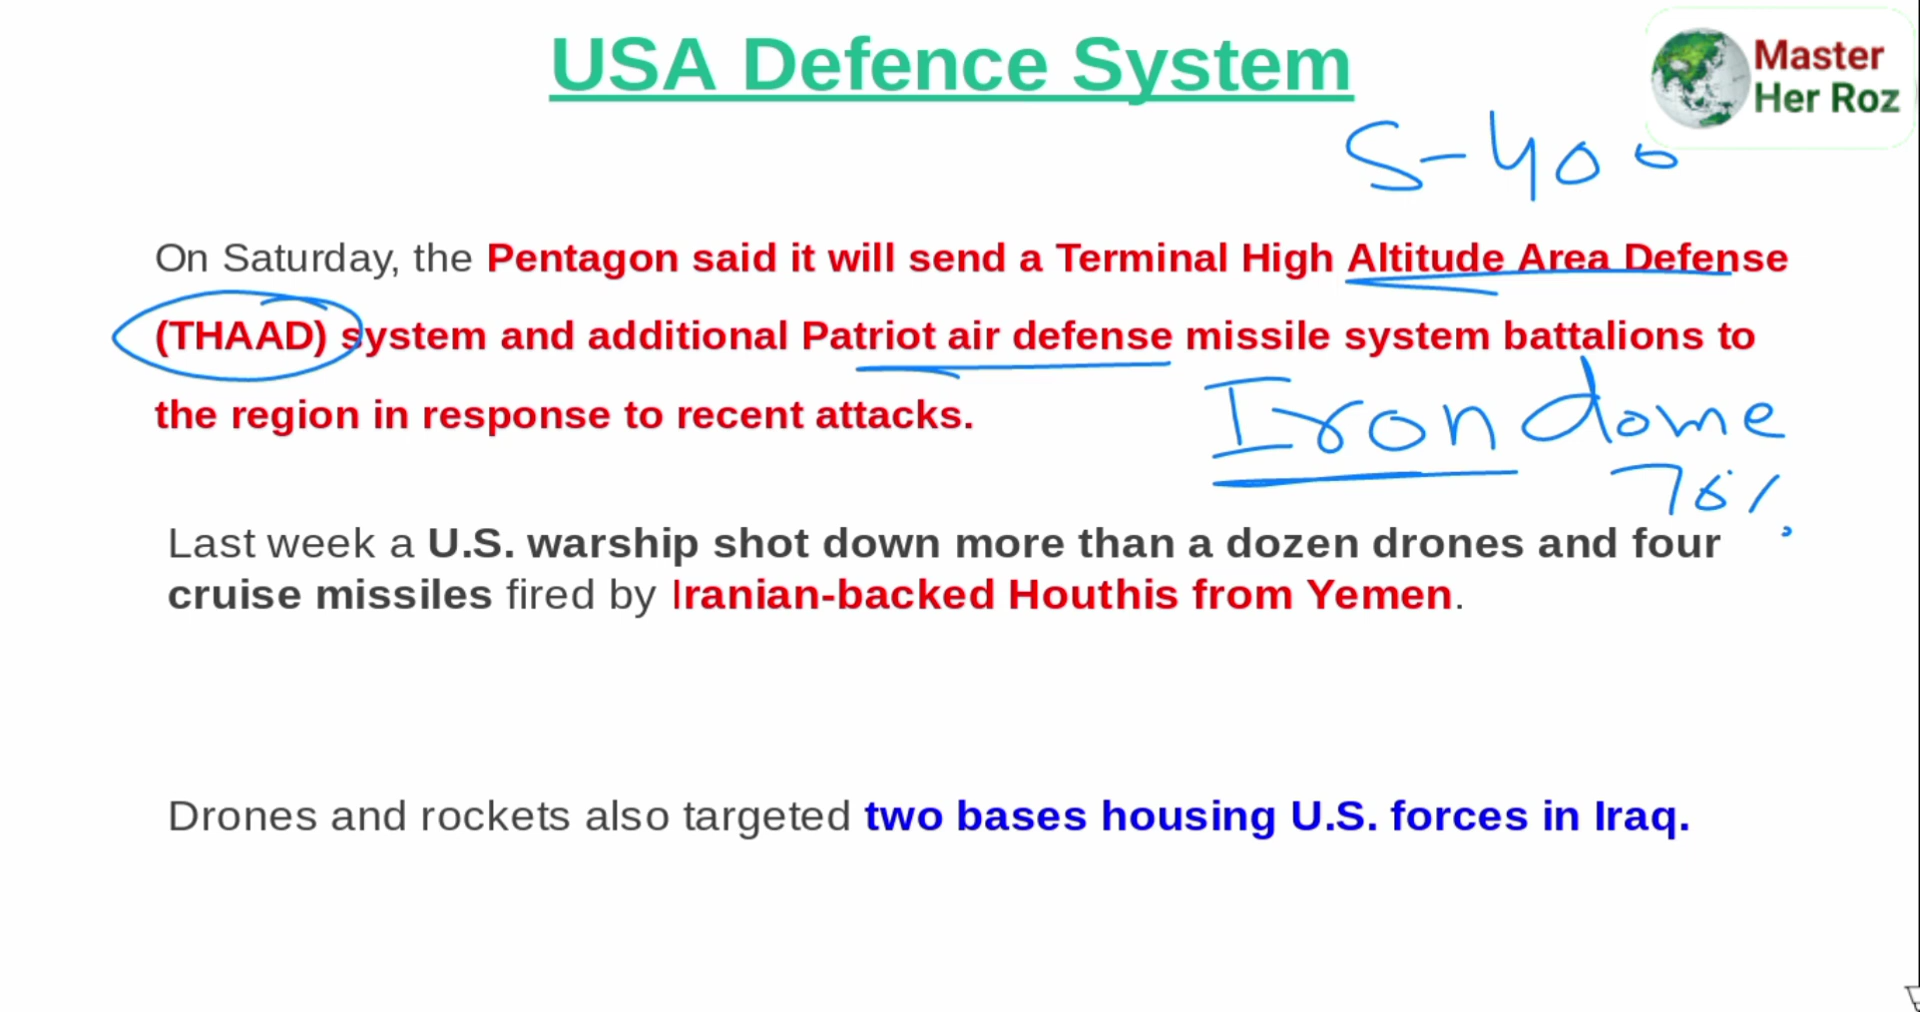 USA Defence System
Master
Her Roz
S-400
On Saturday, the Pentagon said it will send a Terminal High Altitude Area Defense
(THAAD) system and additional Patriot air defense missile system battalions to
the region in response to recent attacks.
Iron dome
Last week a U.S. warship shot down more than a dozen drones and four
cruise missiles fired by Iranian-backed Houthis from Yemen.
Drones and rockets also targeted two bases housing U.S. forces in Iraq.